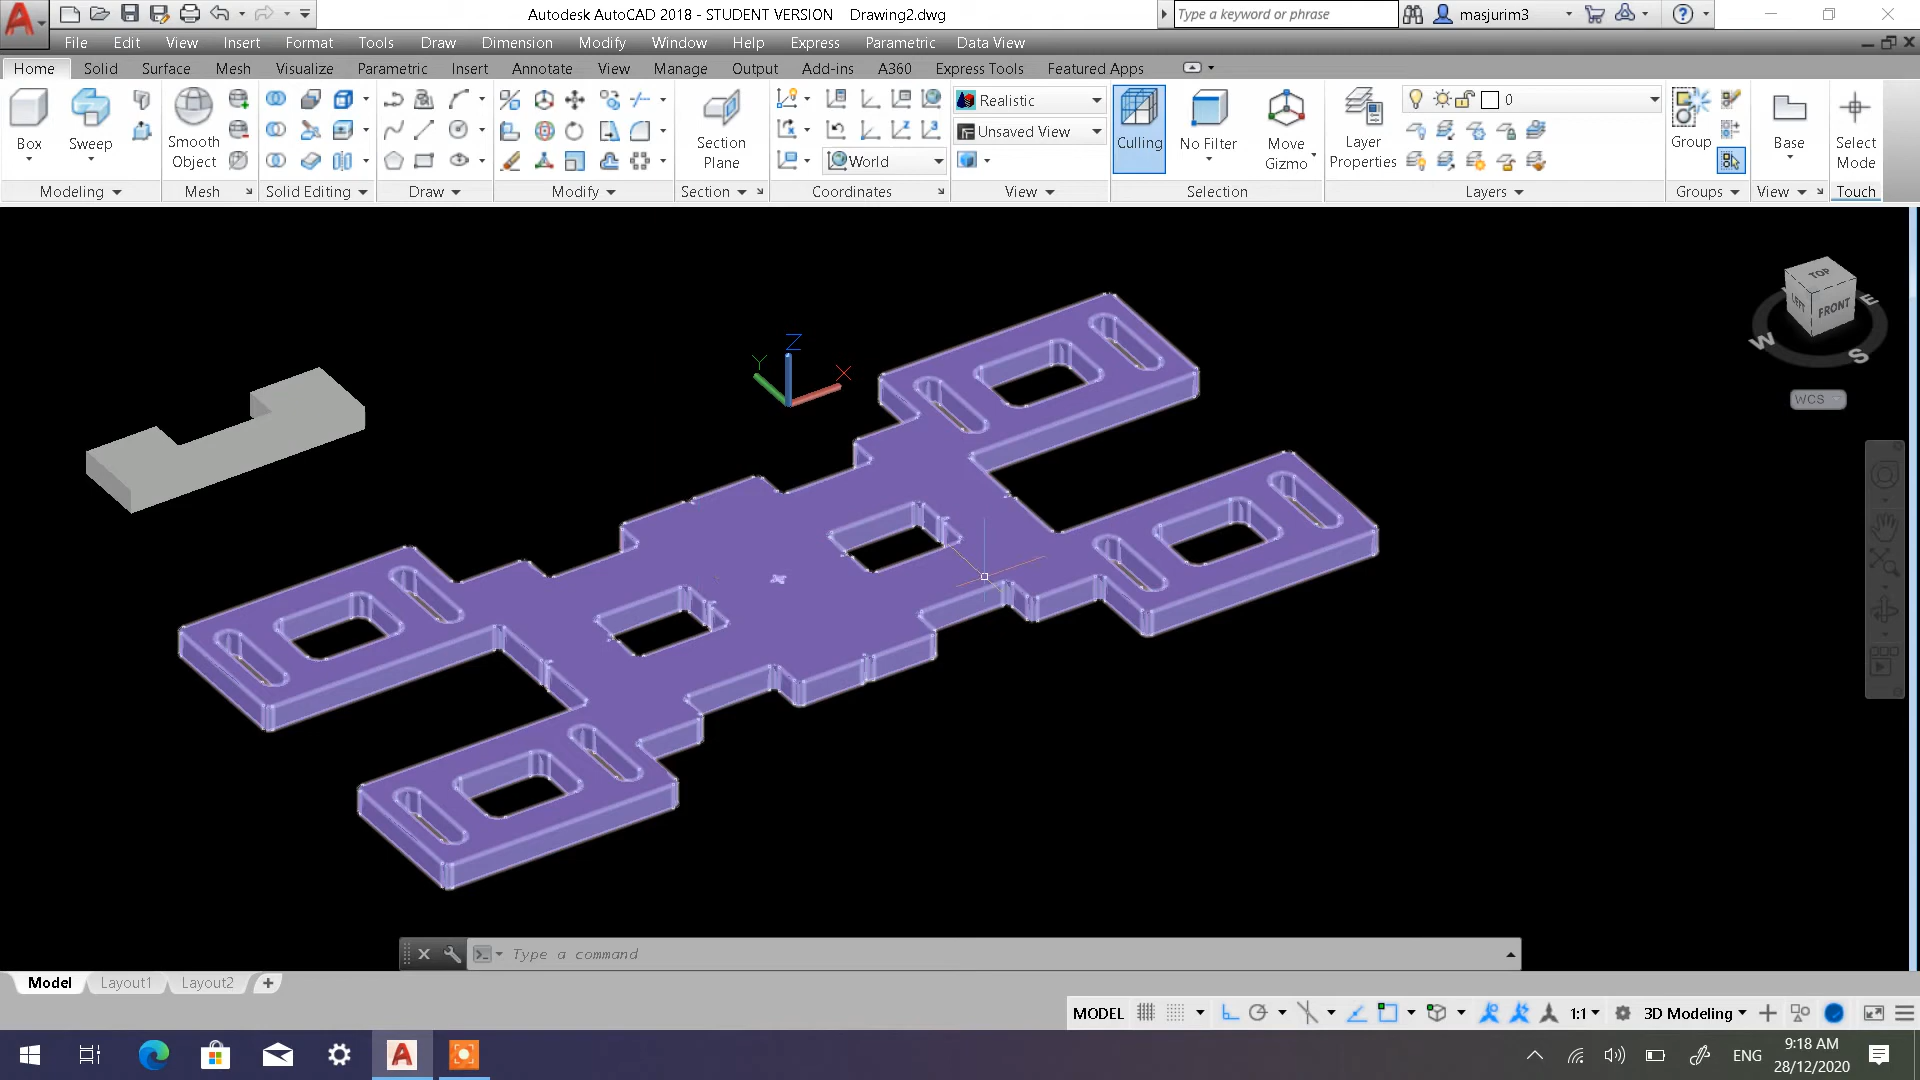 Autodesk AutoCAD 2018 - STUDENT VERSION Drawing2.dwg
Type a keyword or phrase
masjurim3
File Edit View Insert Format Tools Draw Dimension Modify Window Help Express Parametric Data View
Home Solid Surface Mesh Visualize Parametric Insert Annotate View Manage Output Add-ins A360 Express Tools Featured Apps
Realistic
0
Unsaved View
Box Sweep Smooth Object Section Plane Culling No Filter Move Gizmo Layer Properties Group Base Select Mode
World
Modeling Mesh Solid Editing Draw Modify Section Coordinates View Selection Layers Groups View Touch
TOP
LEFT FRONT
E
W
S
Z
Y
X
WCS
Type a command
Model Layout1 Layout2 +
MODEL 1:1 3D Modeling
ENG
9:18 AM
28/12/2020